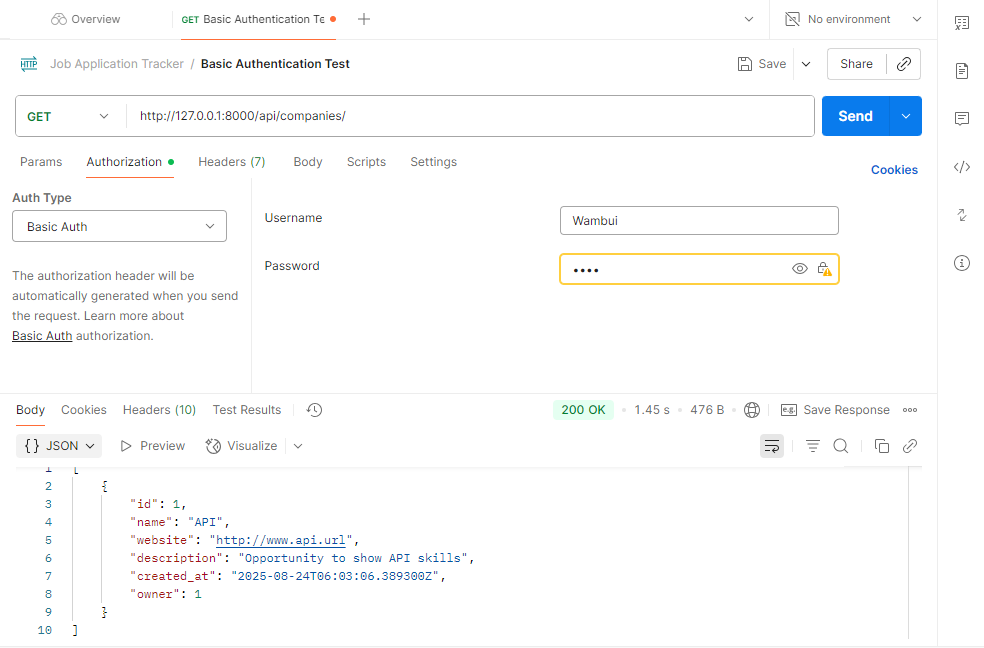 Overview
GET Basic Authentication Te
No environment
HTTP Job Application Tracker / Basic Authentication Test
Save
Share
GET
http://127.0.0.1:8000/api/companies/
Send
Params Authorization Headers (7) Body Scripts Settings
Cookies
Auth Type
Basic Auth
The authorization header will be
automatically generated when you send
the request. Learn more about
Basic Auth authorization.
Username
Wambui
Password
••••
Body Cookies Headers (10) Test Results
200 OK • 1.45 s • 476 B •
e.g. Save Response
{} JSON Preview Visualize
1 [
2 {
3 "id": 1,
4 "name": "API",
5 "website": "http://www.api.url",
6 "description": "Opportunity to show API skills",
7 "created_at": "2025-08-24T06:03:06.389300Z",
8 "owner": 1
9 }
10 ]